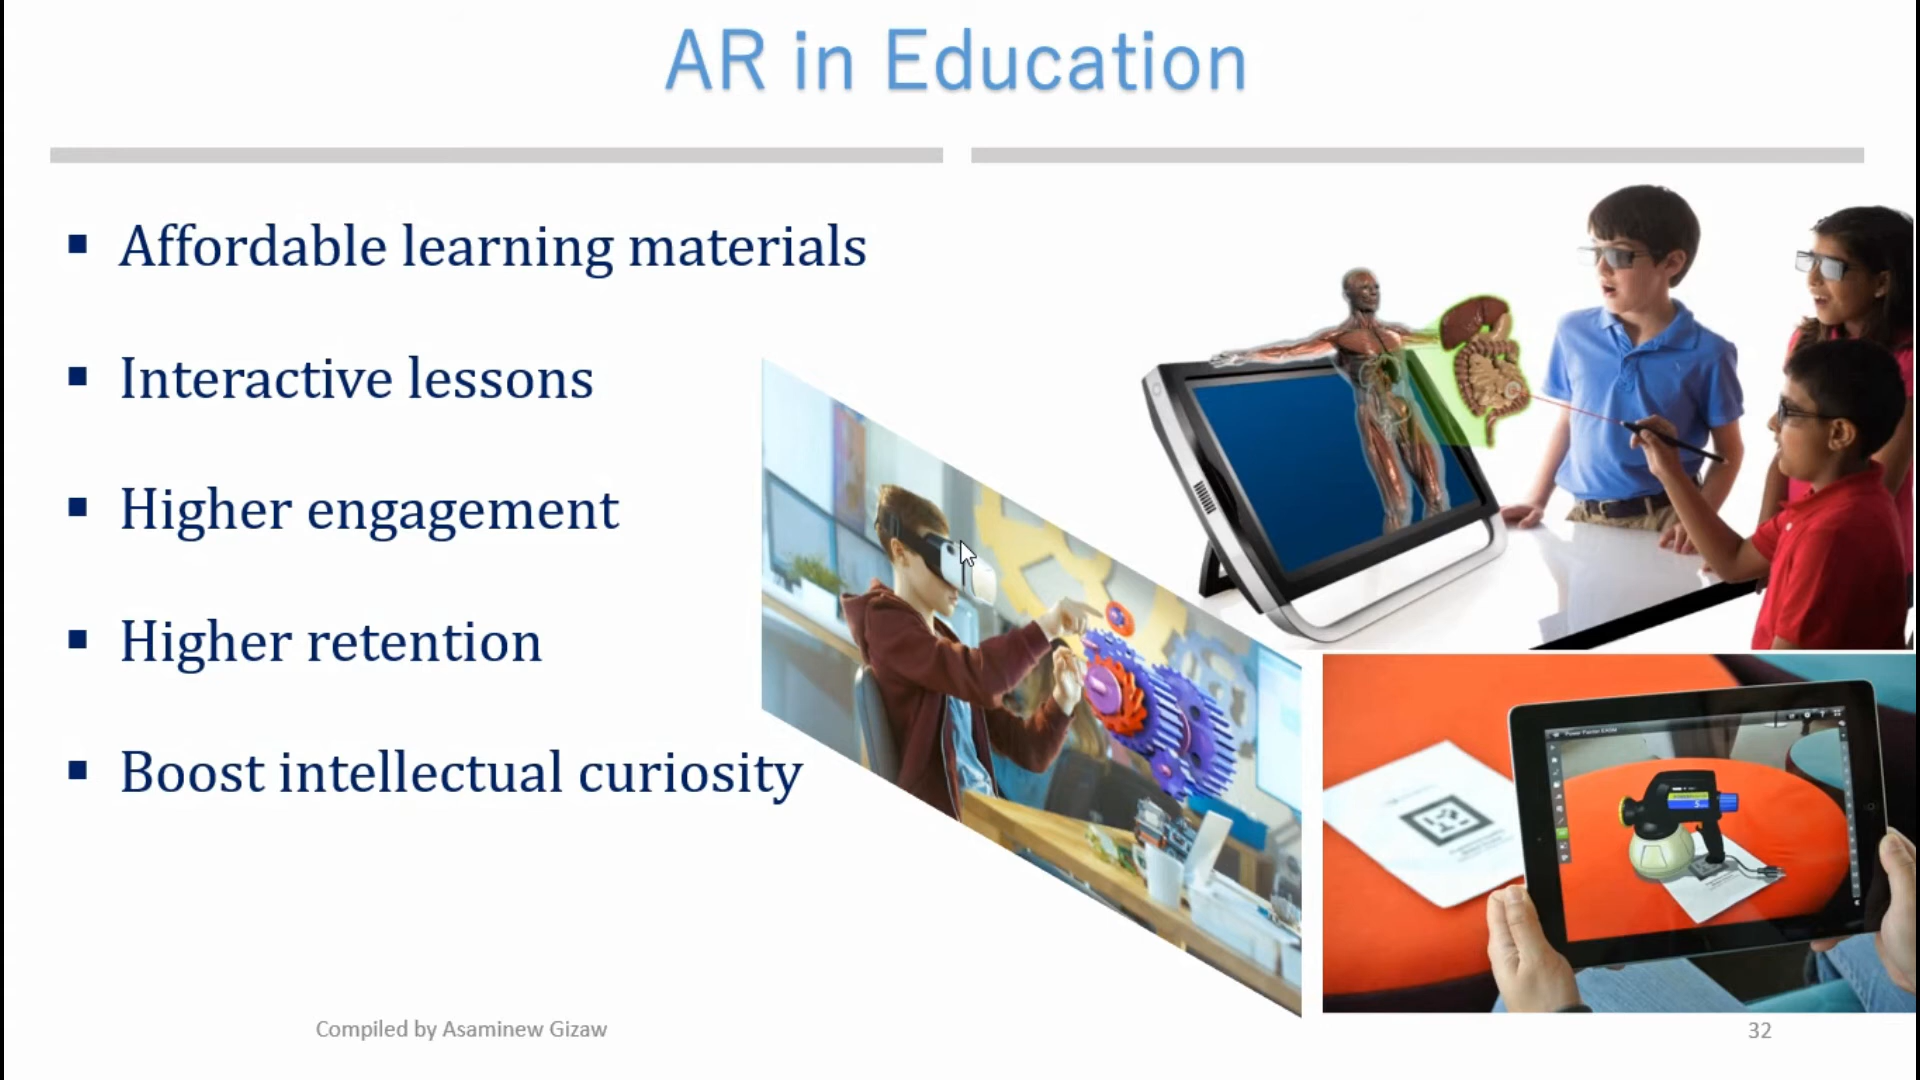 AR in Education
▪ Affordable learning materials
▪ Interactive lessons
▪ Higher engagement
▪ Higher retention
▪ Boost intellectual curiosity
Compiled by Asaminew Gizaw
32